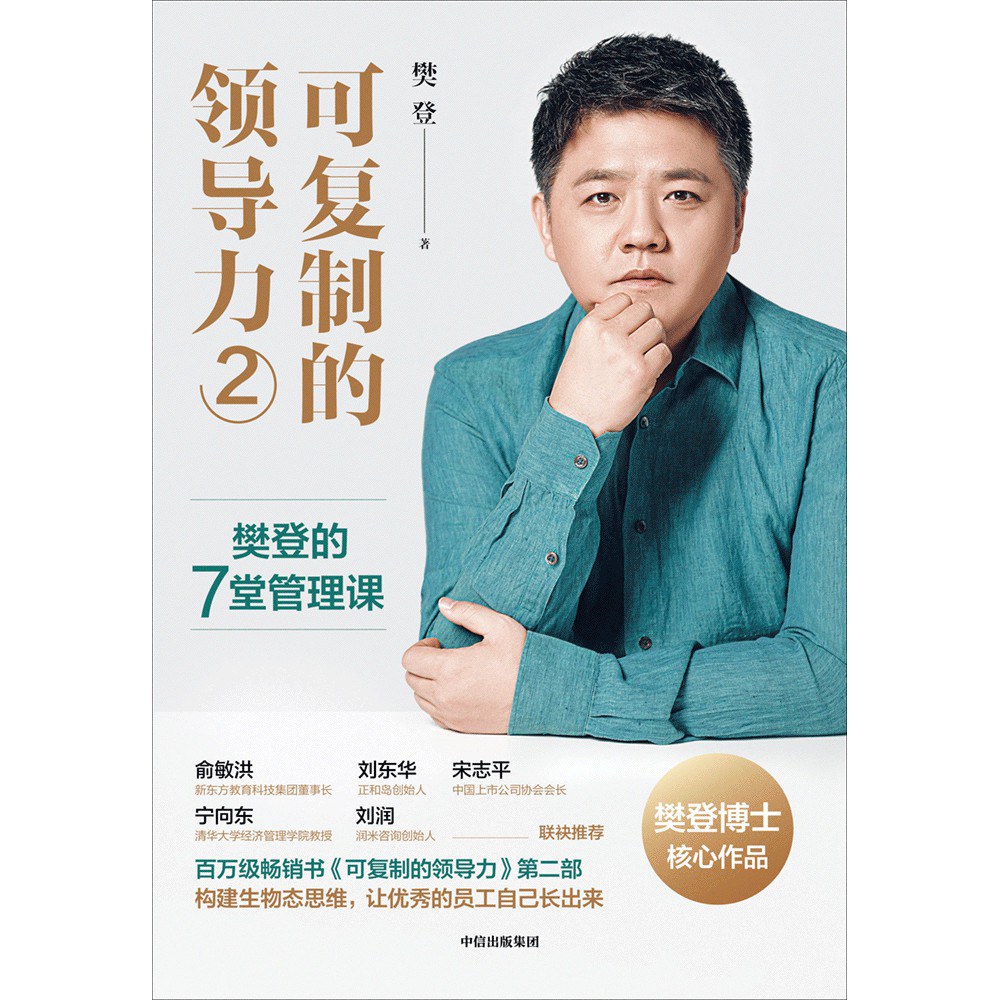 可复制的
领导力②
樊登
著
樊登的
7堂管理课
俞敏洪
新东方教育科技集团董事长
刘东华
正和岛创始人
宋志平
中国上市公司协会会长
宁向东
清华大学经济管理学院教授
刘润
润米咨询创始人
联袂推荐
百万级畅销书《可复制的领导力》第二部
构建生物态思维，让优秀的员工自己长出来
樊登博士
核心作品
中信出版集团